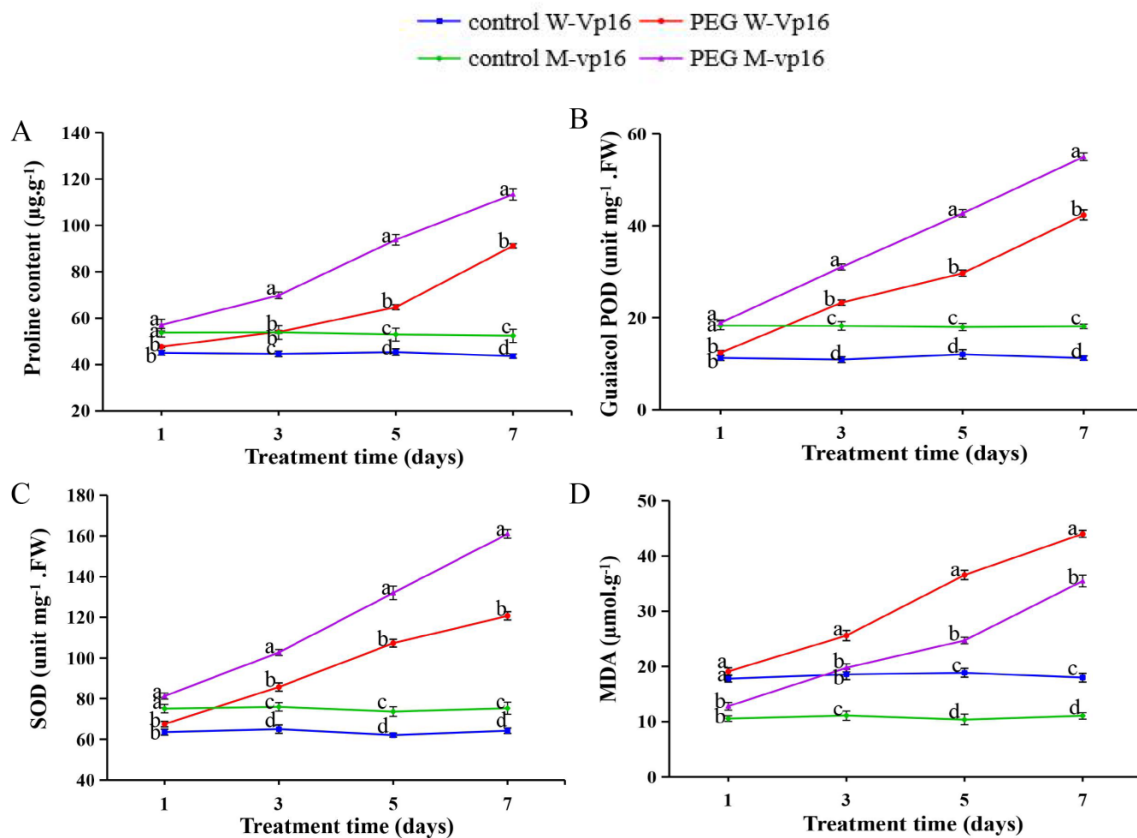 control W-Vp16 PEG W-Vp16
control M-vp16 PEG M-vp16
A
Proline content (µg.g⁻¹)
140
120
100
80
60
40
20
a
a
b
b
a
b
b
c
a
b
c
d
a
b
c
d
1 3 5 7
Treatment time (days)
B
Guaiacol POD (unit mg⁻¹ .FW)
60
40
20
0
a
a
b
b
a
b
c
d
a
b
c
d
a
b
c
d
1 3 5 7
Treatment time (days)
C
SOD (unit mg⁻¹ .FW)
180
160
140
120
100
80
60
40
a
a
b
b
a
b
c
d
a
b
c
d
a
b
c
d
1 3 5 7
Treatment time (days)
D
MDA (µmol.g⁻¹)
50
40
30
20
10
0
a
a
b
b
a
b
b
c
a
b
c
d
a
b
c
d
1 3 5 7
Treatment time (days)